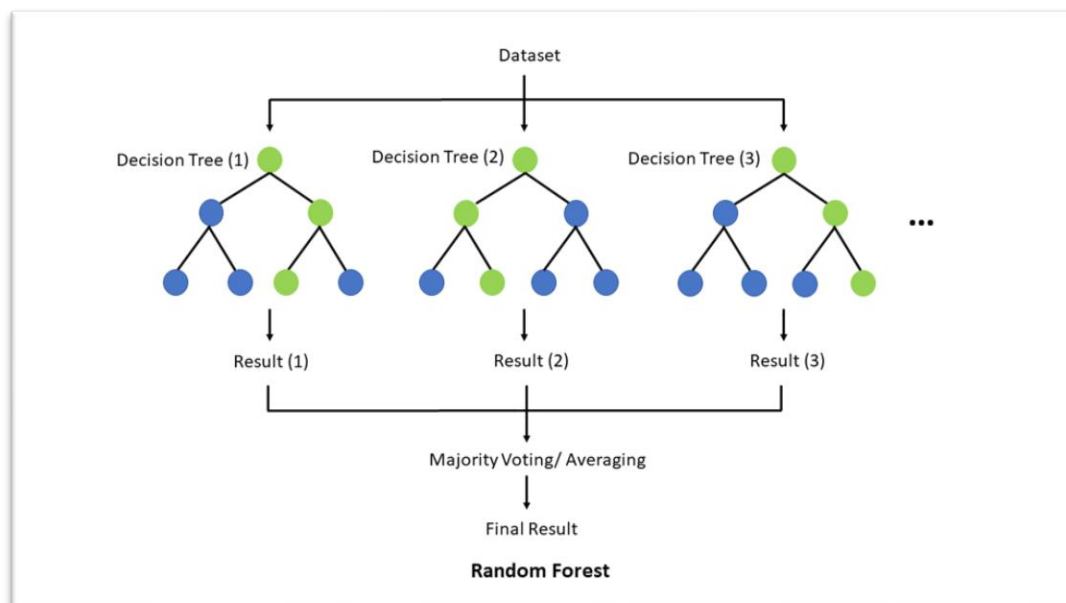 Dataset
Decision Tree (1)
Decision Tree (2)
Decision Tree (3)
...
Result (1)
Result (2)
Result (3)
Majority Voting/ Averaging
Final Result
Random Forest